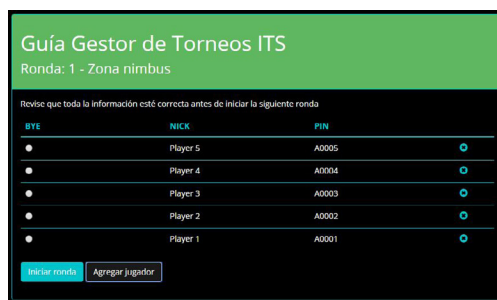 Guía Gestor de Torneos ITS
Ronda: 1 - Zona nimbus
Revise que toda la información esté correcta antes de iniciar la siguiente ronda
BYE NICK PIN
Player 5 A0005
Player 4 A0004
Player 3 A0003
Player 2 A0002
Player 1 A0001
Iniciar ronda Agregar jugador